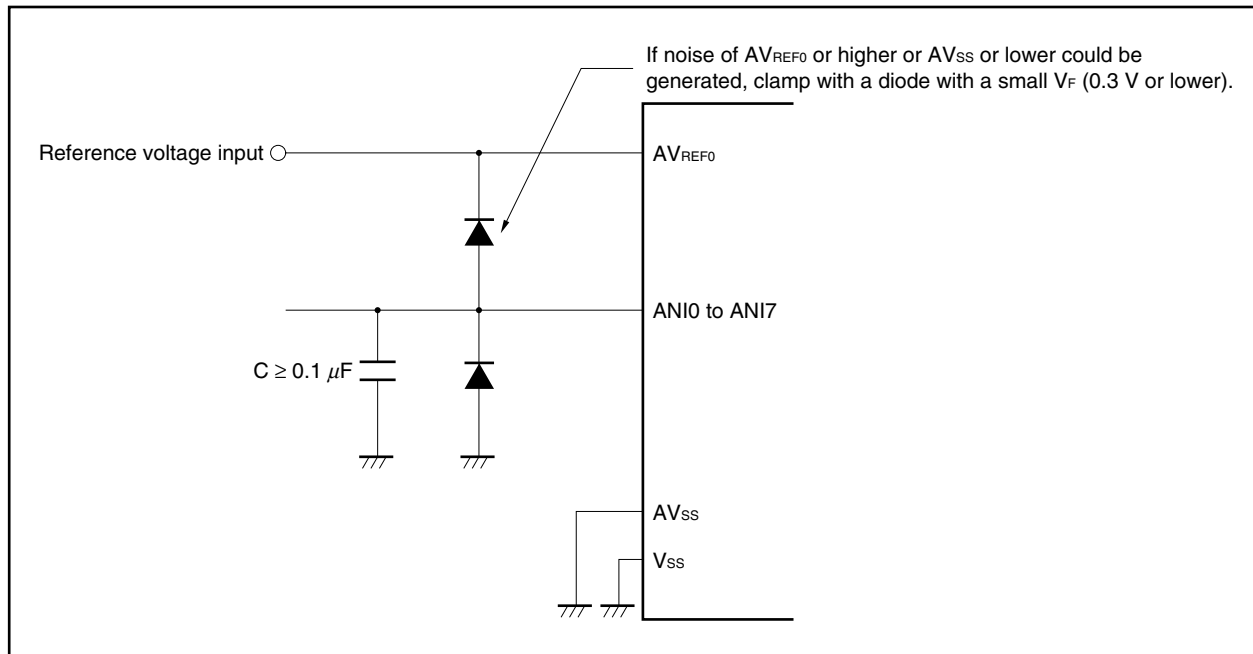 If noise of AVREF0 or higher or AVSS or lower could be
generated, clamp with a diode with a small VF (0.3 V or lower).
Reference voltage input
AVREF0
ANI0 to ANI7
C ≥ 0.1 μF
AVSS
VSS